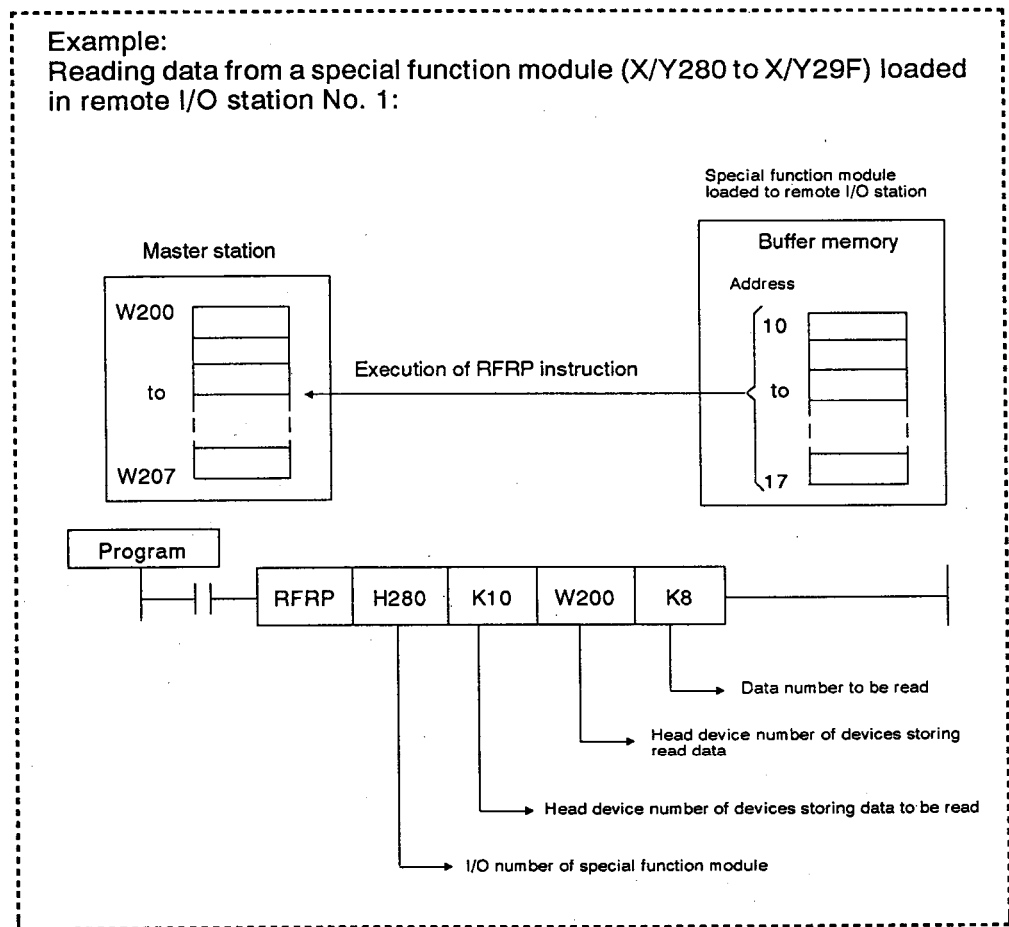 Example:
Reading data from a special function module (X/Y280 to X/Y29F) loaded
in remote I/O station No. 1:
Special function module
loaded to remote I/O station
Master station
Buffer memory
Address
W200
10
Execution of RFRP instruction
to
to
W207
17
Program
RFRP H280 K10 W200 K8
Data number to be read
Head device number of devices storing
read data
Head device number of devices storing data to be read
I/O number of special function module